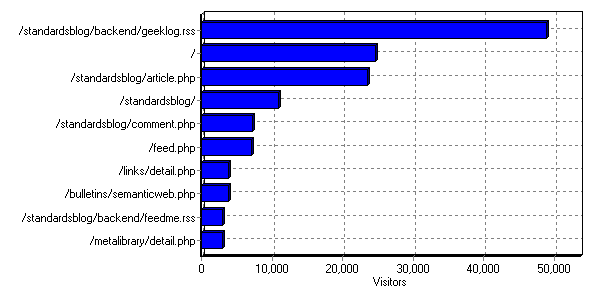 /standardsblog/backend/geeklog.rss
/
/standardsblog/article.php
/standardsblog/
/standardsblog/comment.php
/feed.php
/links/detail.php
/bulletins/semanticweb.php
/standardsblog/backend/feedme.rss
/metalibrary/detail.php
0 10,000 20,000 30,000 40,000 50,000
Visitors